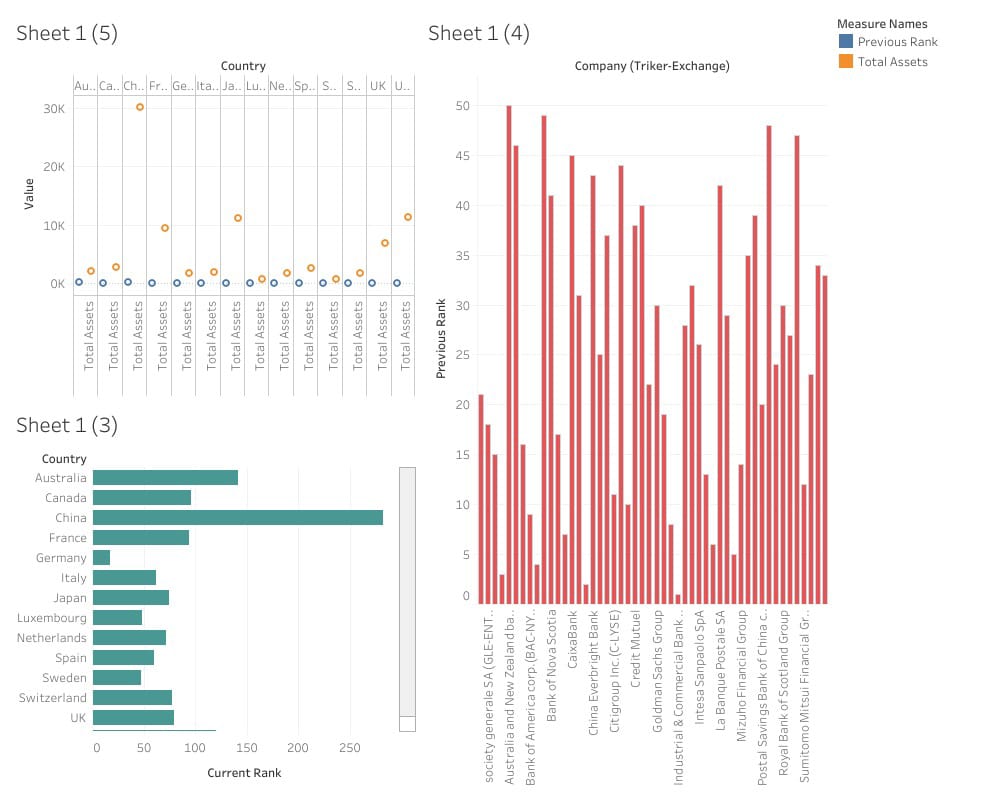 Sheet 1 (5)
Country
Au..
Ca..
Ch..
Fr..
Ge..
Ita..
Ja..
Lu..
Ne..
Sp..
S..
S..
UK
U..
30K
20K
10K
0K
Value
Total Assets
Total Assets
Total Assets
Total Assets
Total Assets
Total Assets
Total Assets
Total Assets
Total Assets
Total Assets
Total Assets
Total Assets
Total Assets
Total Assets
Sheet 1 (3)
Country
Australia
Canada
China
France
Germany
Italy
Japan
Luxembourg
Netherlands
Spain
Sweden
Switzerland
UK
0
50
100
150
200
250
Current Rank
Sheet 1 (4)
Company (Triker-Exchange)
50
45
40
35
30
25
20
15
10
5
0
Previous Rank
society generale SA (GLE-ENT..
Australia and New Zealand ba..
Bank of America corp.(BAC-NY..
Bank of Nova Scotia
CaixaBank
China Everbright Bank
Citigroup Inc.(C-LYSE)
Credit Mutuel
Goldman Sachs Group
Industrial & Commercial Bank ..
Intesa Sanpaolo SpA
La Banque Postale SA
Mizuho Financial Group
Postal Savings Bank of China c..
Royal Bank of Scotland Group
Sumitomo Mitsui Financial Gr..
Measure Names
Previous Rank
Total Assets